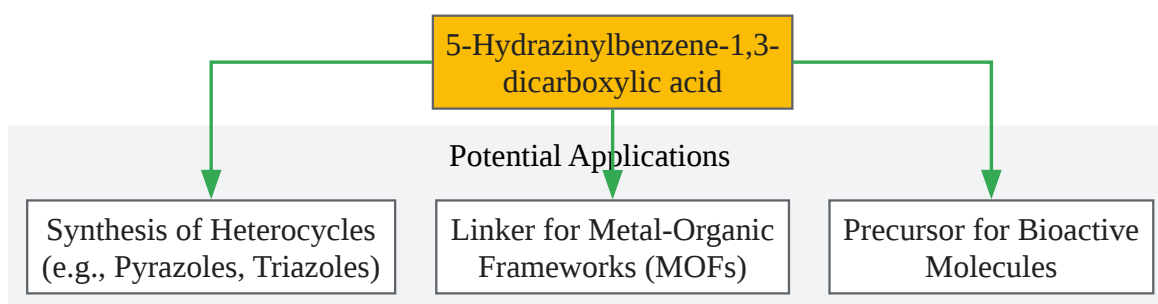 5-Hydrazinylbenzene-1,3-
dicarboxylic acid
Potential Applications
Synthesis of Heterocycles
(e.g., Pyrazoles, Triazoles)
Linker for Metal-Organic
Frameworks (MOFs)
Precursor for Bioactive
Molecules